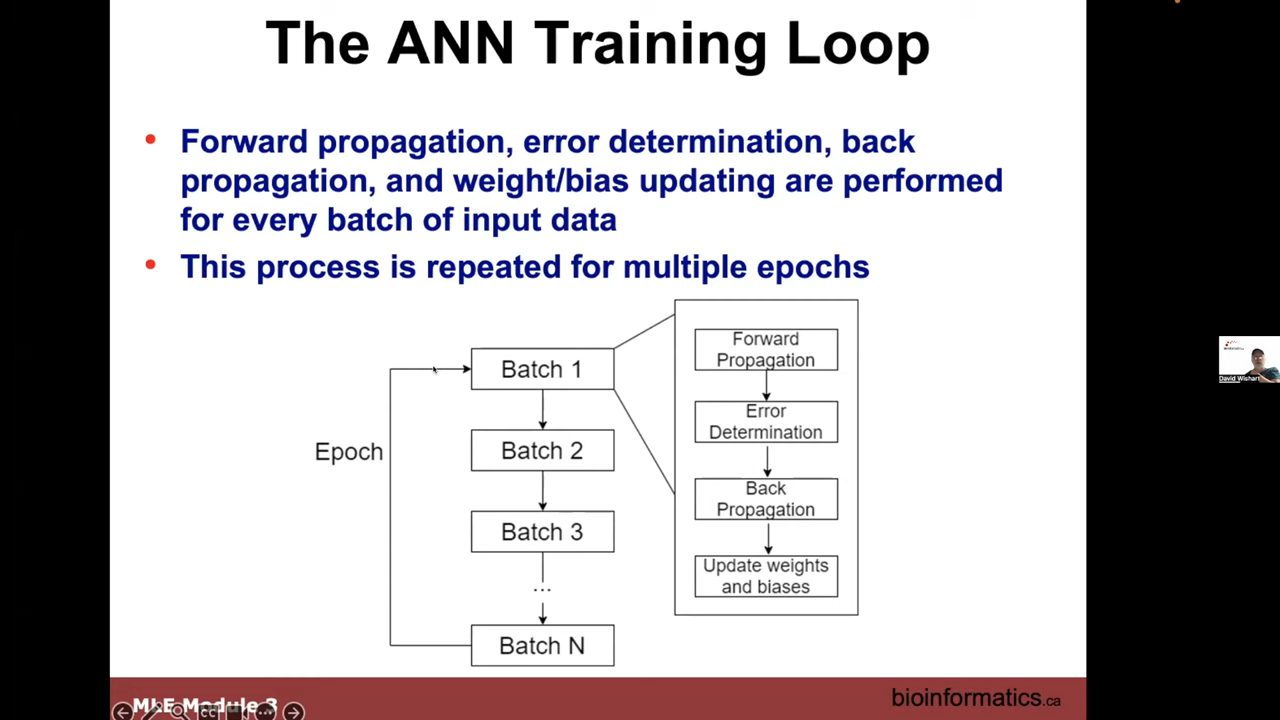 The ANN Training Loop
• Forward propagation, error determination, back
propagation, and weight/bias updating are performed
for every batch of input data
• This process is repeated for multiple epochs
Epoch
Batch 1
Batch 2
Batch 3
...
Batch N
Forward
Propagation
Error
Determination
Back
Propagation
Update weights
and biases
David Wishart
MLE Module 3
bioinformatics.ca
CC